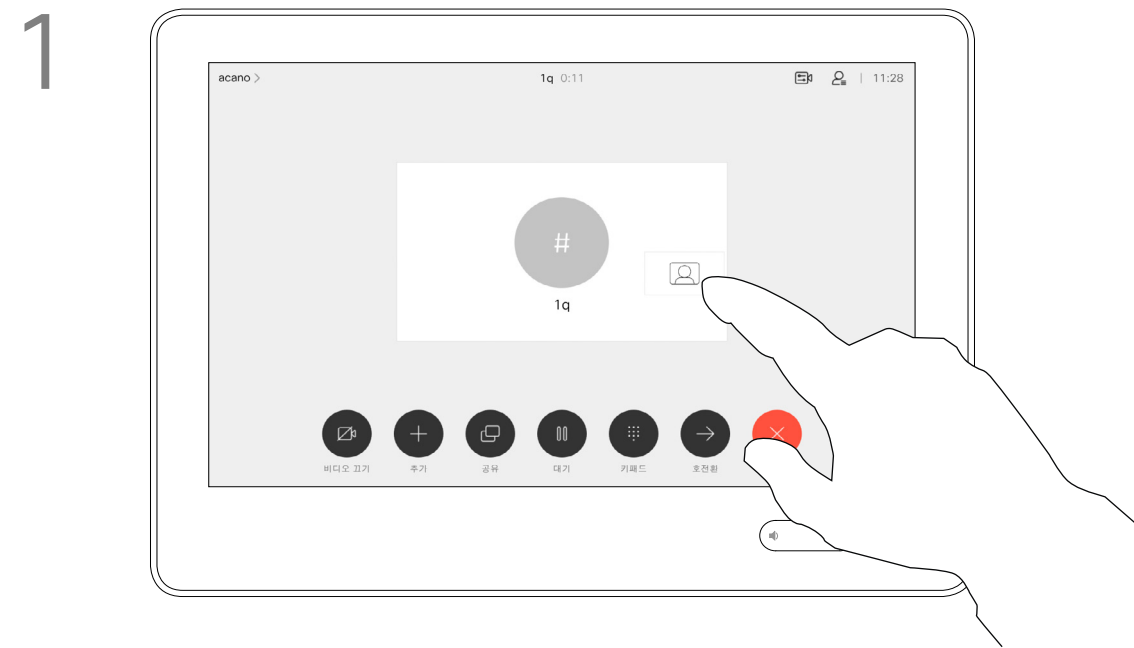 1
acano >
1q 0:11
11:28
#
1q
비디오 끄기
추가
공유
대기
키패드
호전환